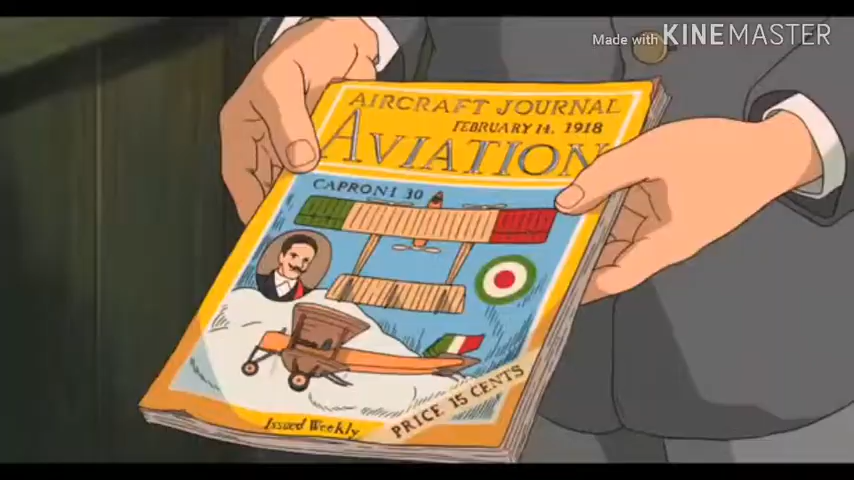 Made with KINEMASTER
AIRCRAFT JOURNAL
FEBRUARY 14. 1918
AVIATION
CAPRONI 30
PRICE 15 CENTS
Issued Weekly